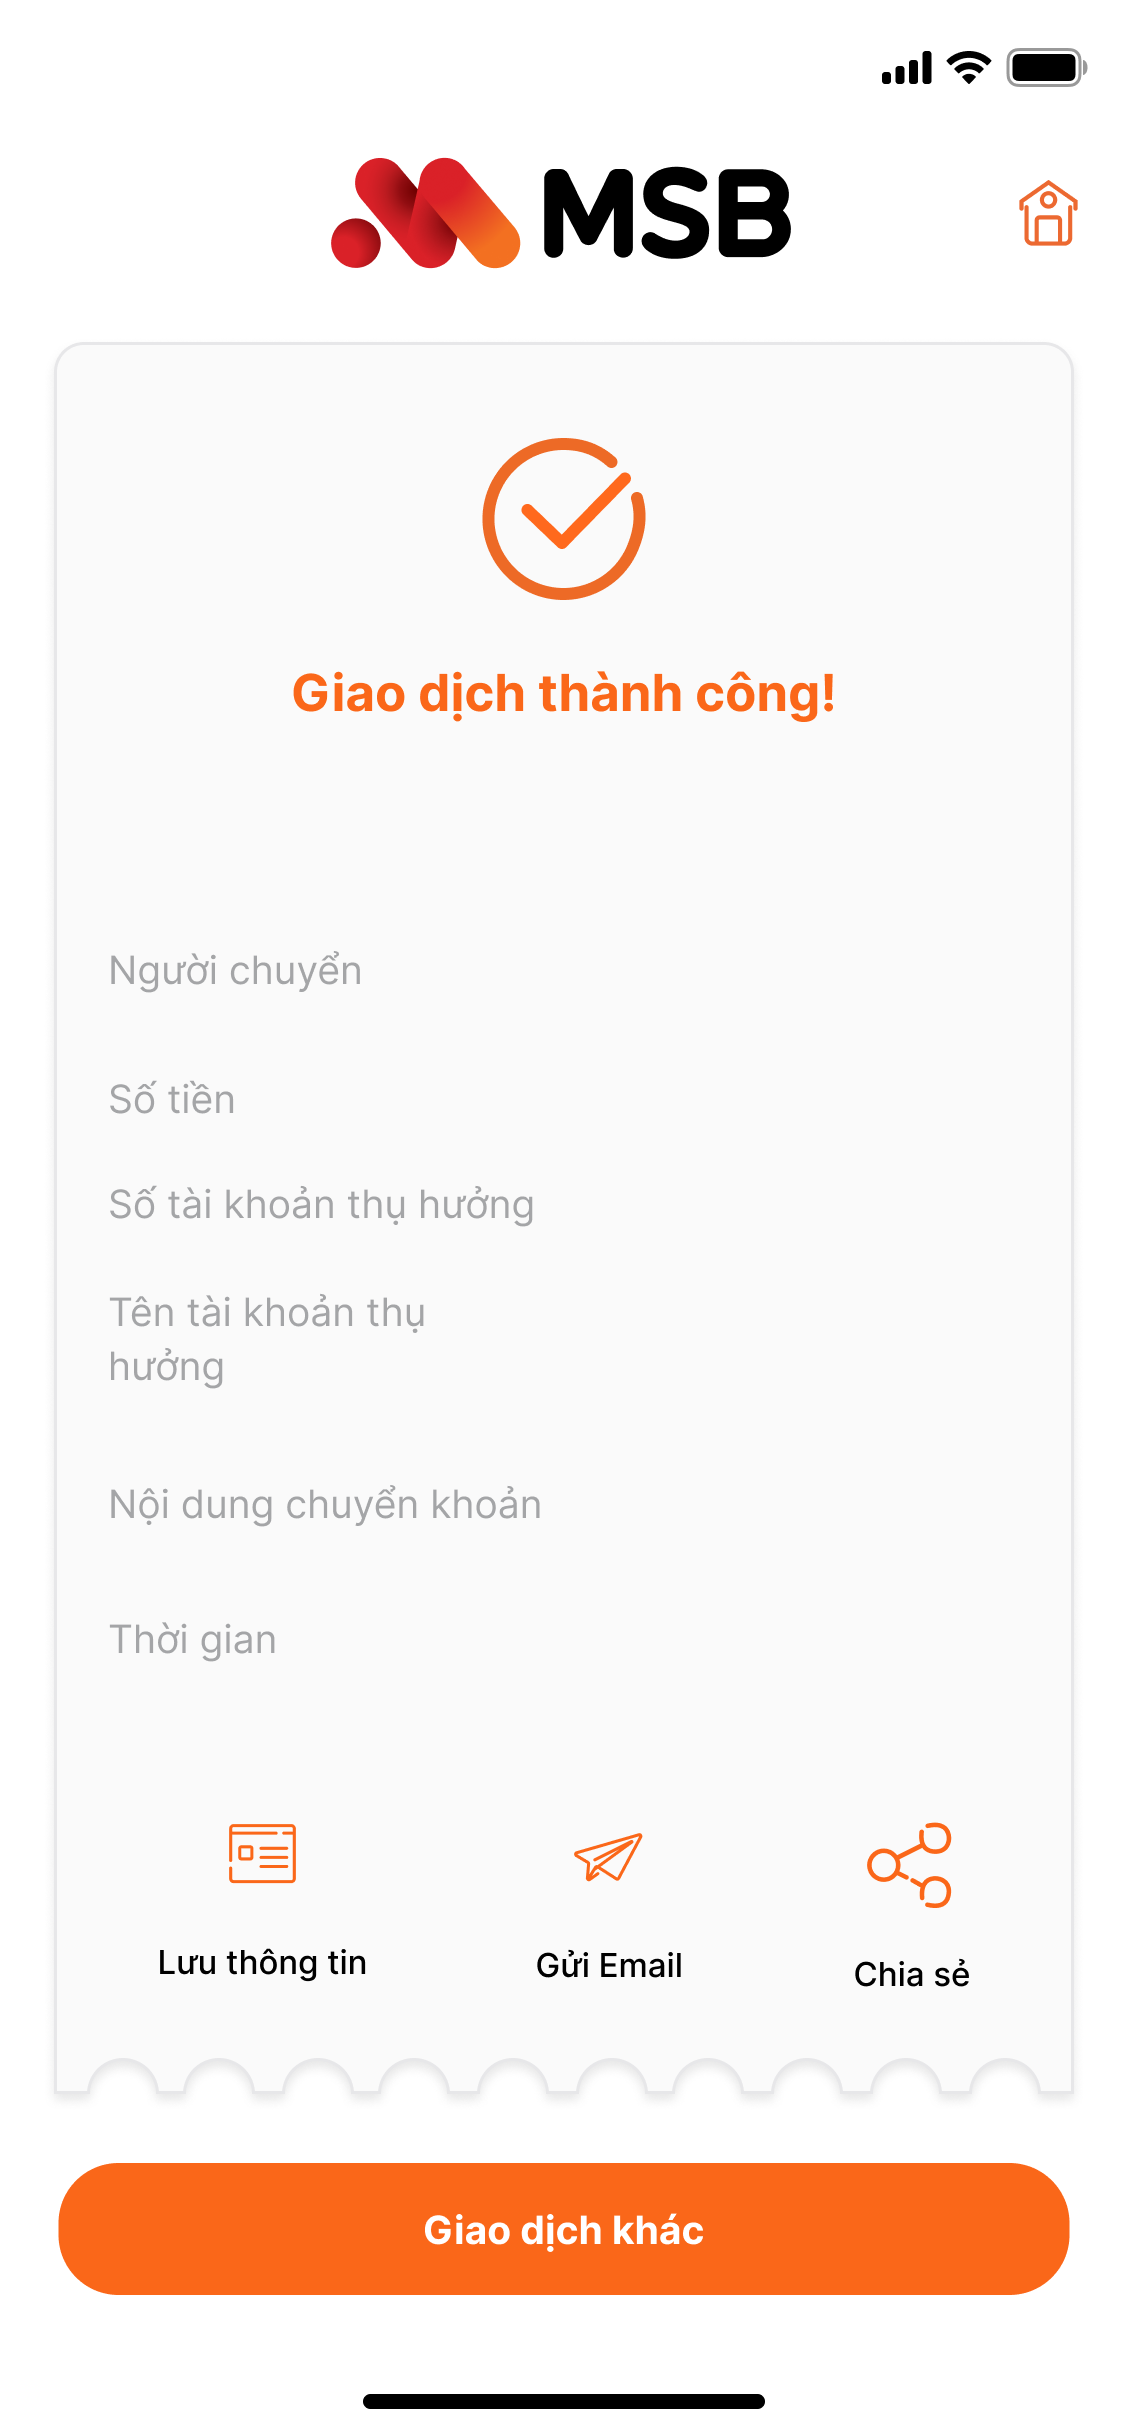 MSB
Giao dịch thành công!
Người chuyển
Số tiền
Số tài khoản thụ hưởng
Tên tài khoản thụ
hưởng
Nội dung chuyển khoản
Thời gian
Lưu thông tin
Gửi Email
Chia sẻ
Giao dịch khác